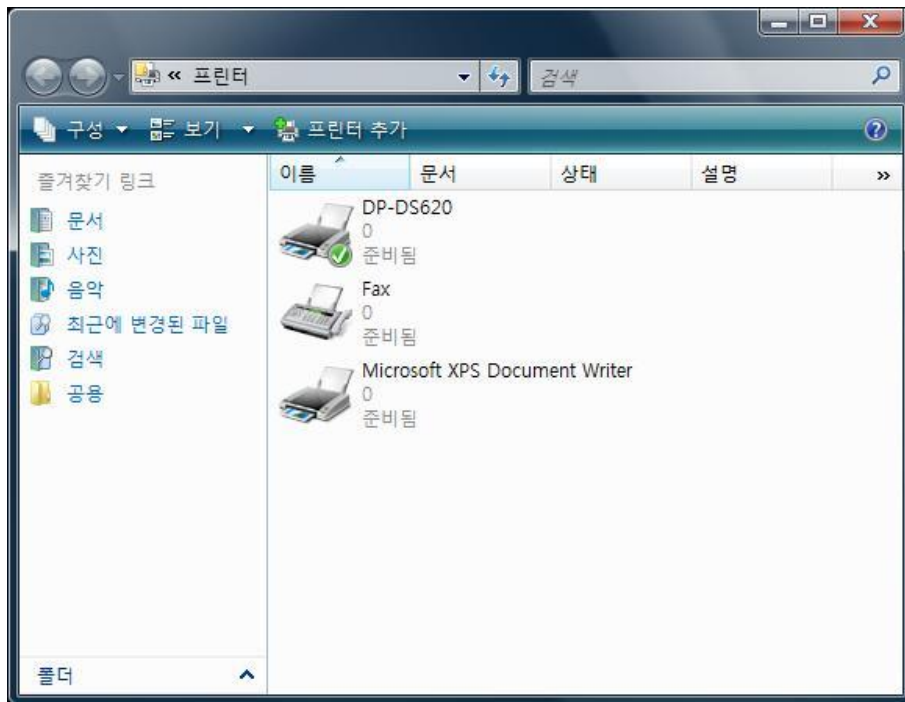 « 프린터
검색
구성 보기 프린터 추가
즐겨찾기 링크
문서
사진
음악
최근에 변경된 파일
검색
공용
폴더
이름 문서 상태 설명 »
DP-DS620
0
준비됨
Fax
0
준비됨
Microsoft XPS Document Writer
0
준비됨